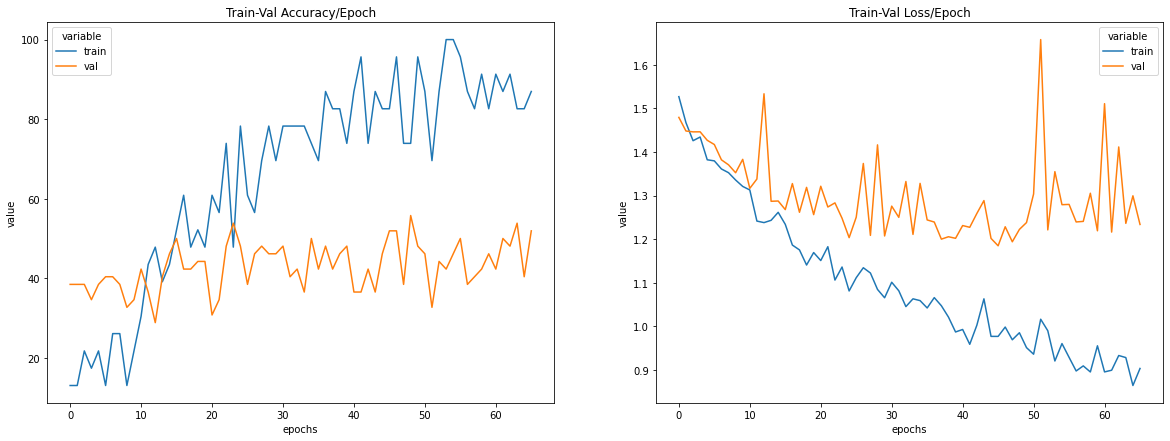 Train-Val Accuracy/Epoch
variable
train
val
100
80
60
40
20
value
0 10 20 30 40 50 60
epochs
Train-Val Loss/Epoch
variable
train
val
1.6
1.5
1.4
1.3
1.2
1.1
1.0
0.9
value
0 10 20 30 40 50 60
epochs